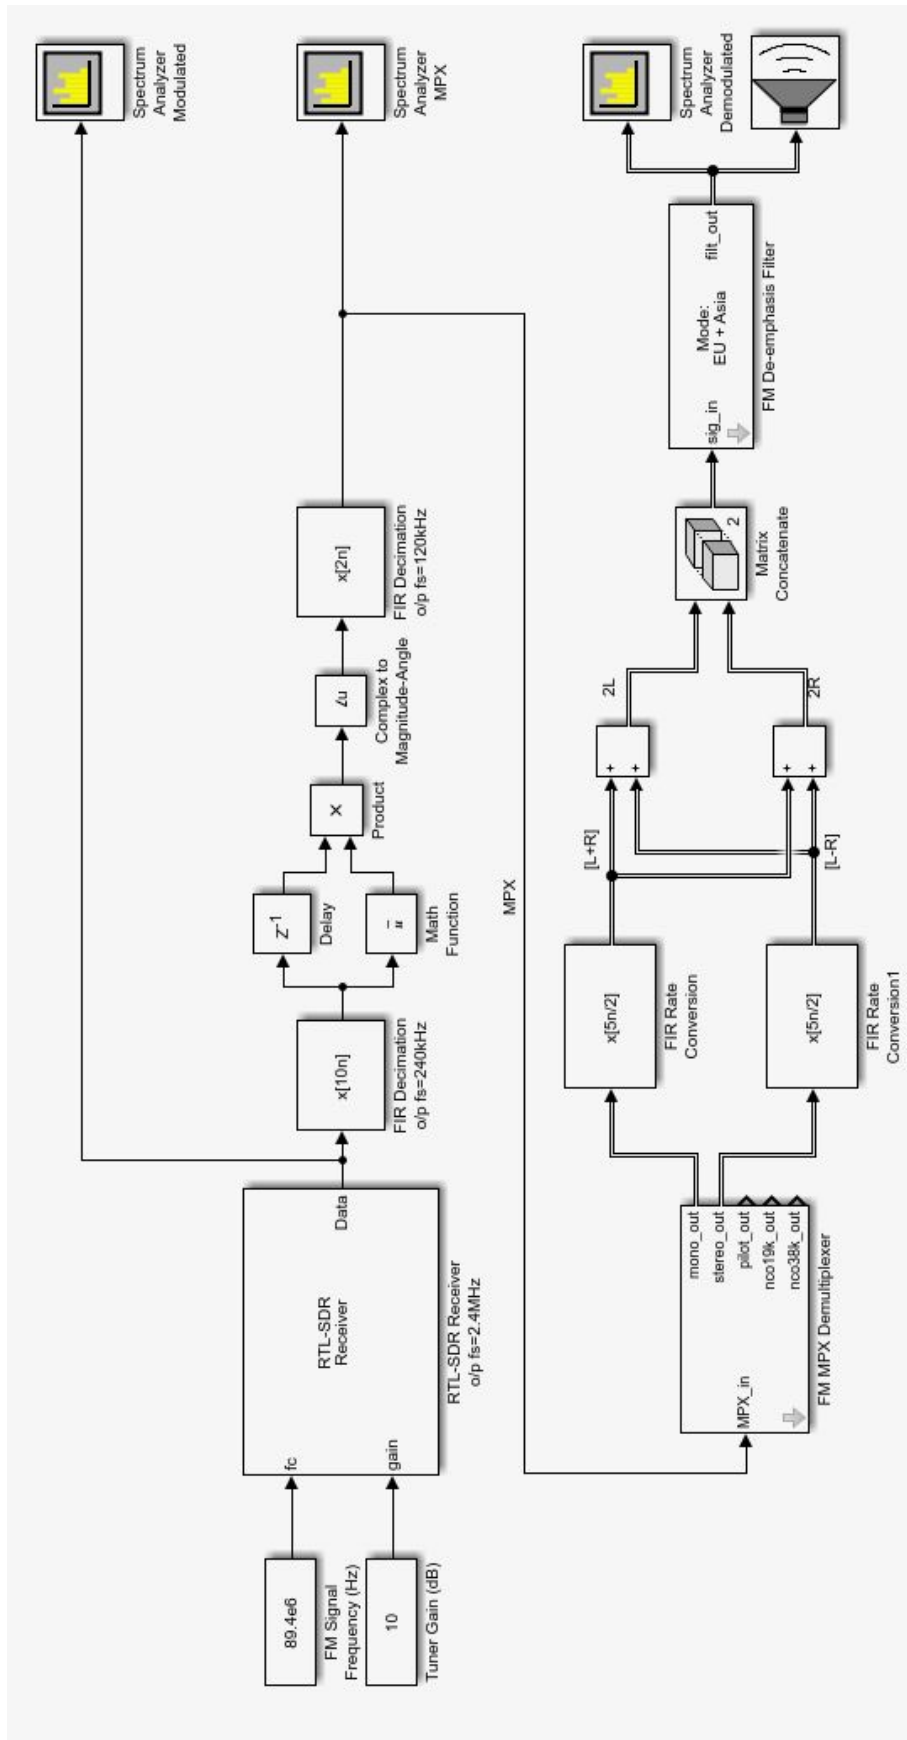 89.4e6
FM Signal
Frequency (Hz)
10
Tuner Gain (dB)
fc
gain
RTL-SDR
Receiver
Data
RTL-SDR Receiver
o/p fs=2.4MHz
x[10n]
FIR Decimation
o/p fs=240kHz
Z-1
Delay
u
Math
Function
×
Product
∠u
Complex to
Magnitude-Angle
x[2n]
FIR Decimation
o/p fs=120kHz
Spectrum
Analyzer
Modulated
Spectrum
Analyzer
MPX
MPX
MPX_in
mono_out
stereo_out
pilot_out
nco19k_out
nco38k_out
FM MPX Demultiplexer
x[5n/2]
FIR Rate
Conversion
x[5n/2]
FIR Rate
Conversion1
[L+R]
[L-R]
+
+
+
+
2L
2R
2
Matrix
Concatenate
sig_in
Mode:
EU + Asia
filt_out
FM De-emphasis Filter
Spectrum
Analyzer
Demodulated